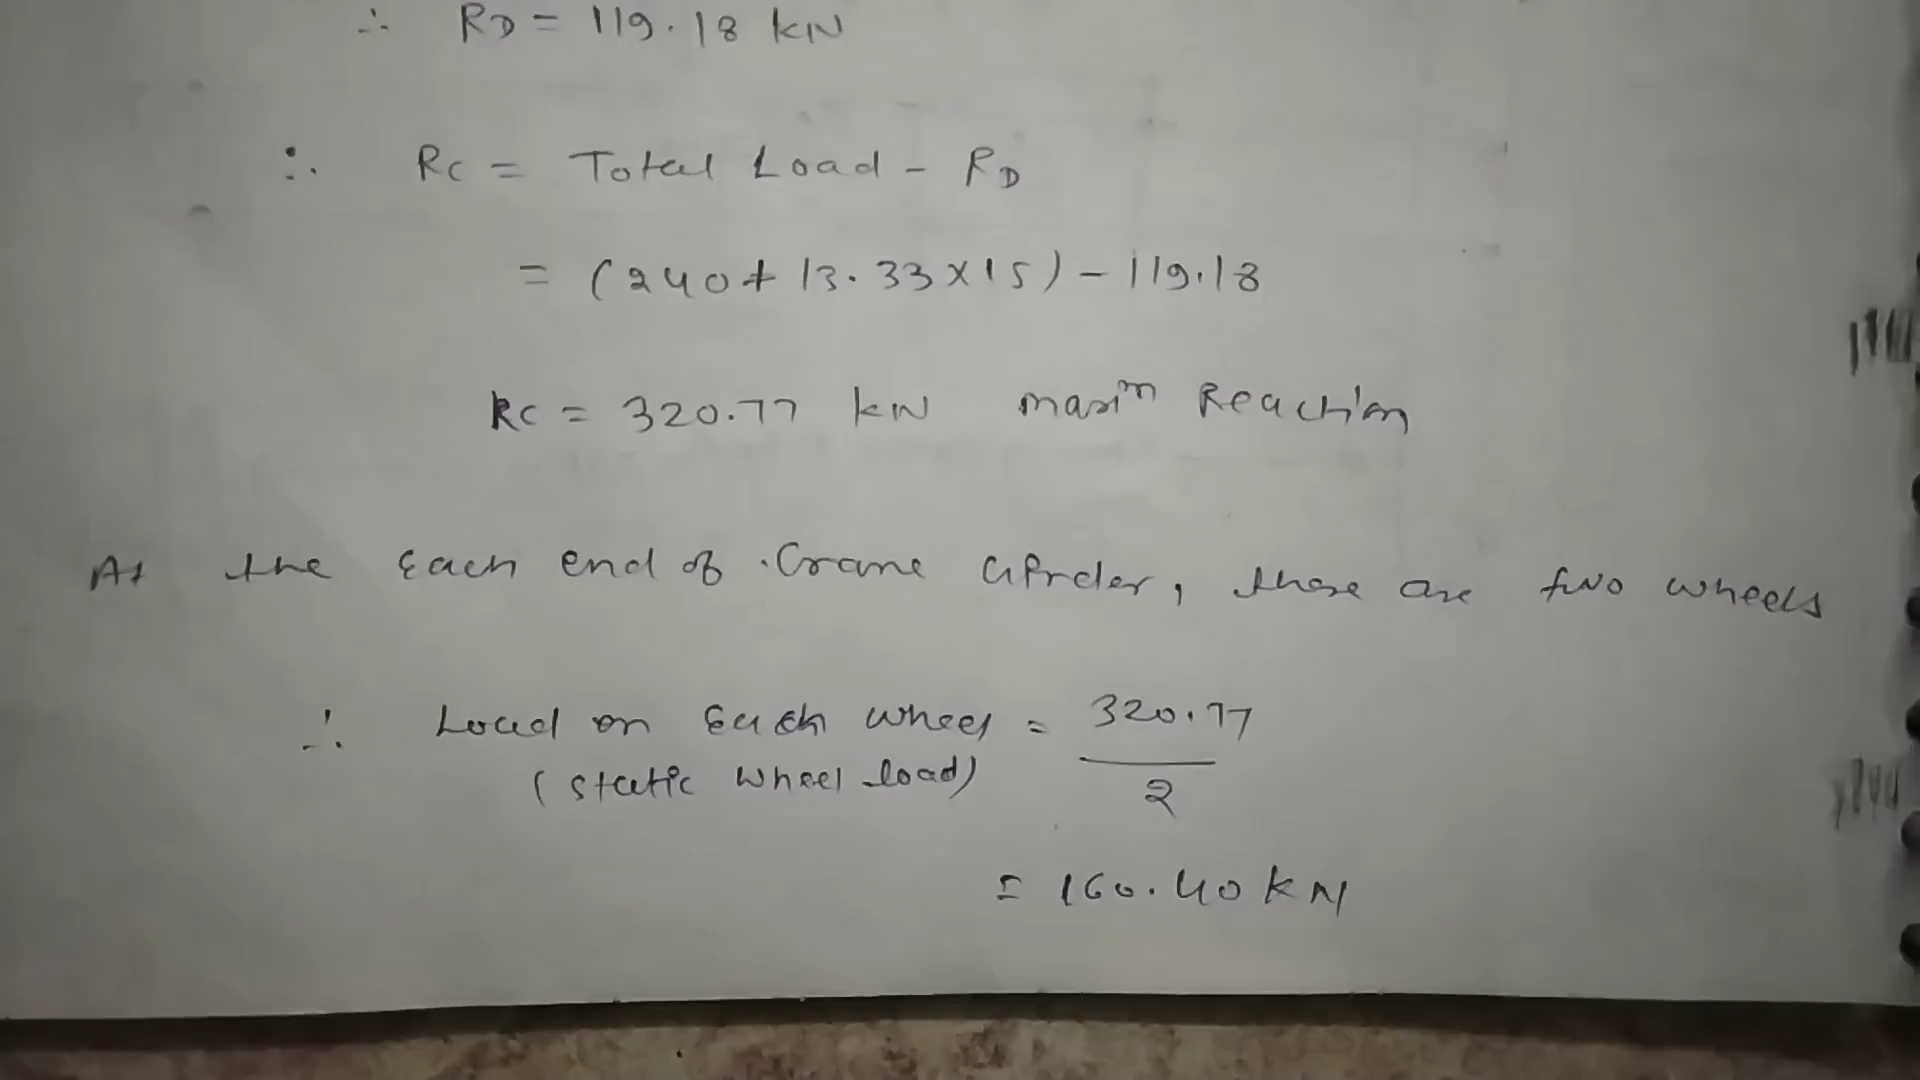 ∴ RD = 119.18 kN
∴ RC = Total Load - RD
= (240 + 13.33 x 15) - 119.18
RC = 320.77 kN maxim Reaction
At the Each end of Crane Girder, there are two wheels
∴ Load on Each wheel = 320.77
(static wheel load) 2
= 160.40 kN